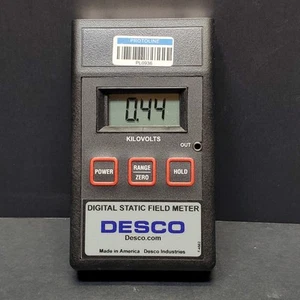 PROTOLINE
0.44
KILOVOLTS
OUT
POWER
RANGE
ZERO
HOLD
DIGITAL STATIC FIELD METER
DESCO
Desco.com
Made in America Desco Industries